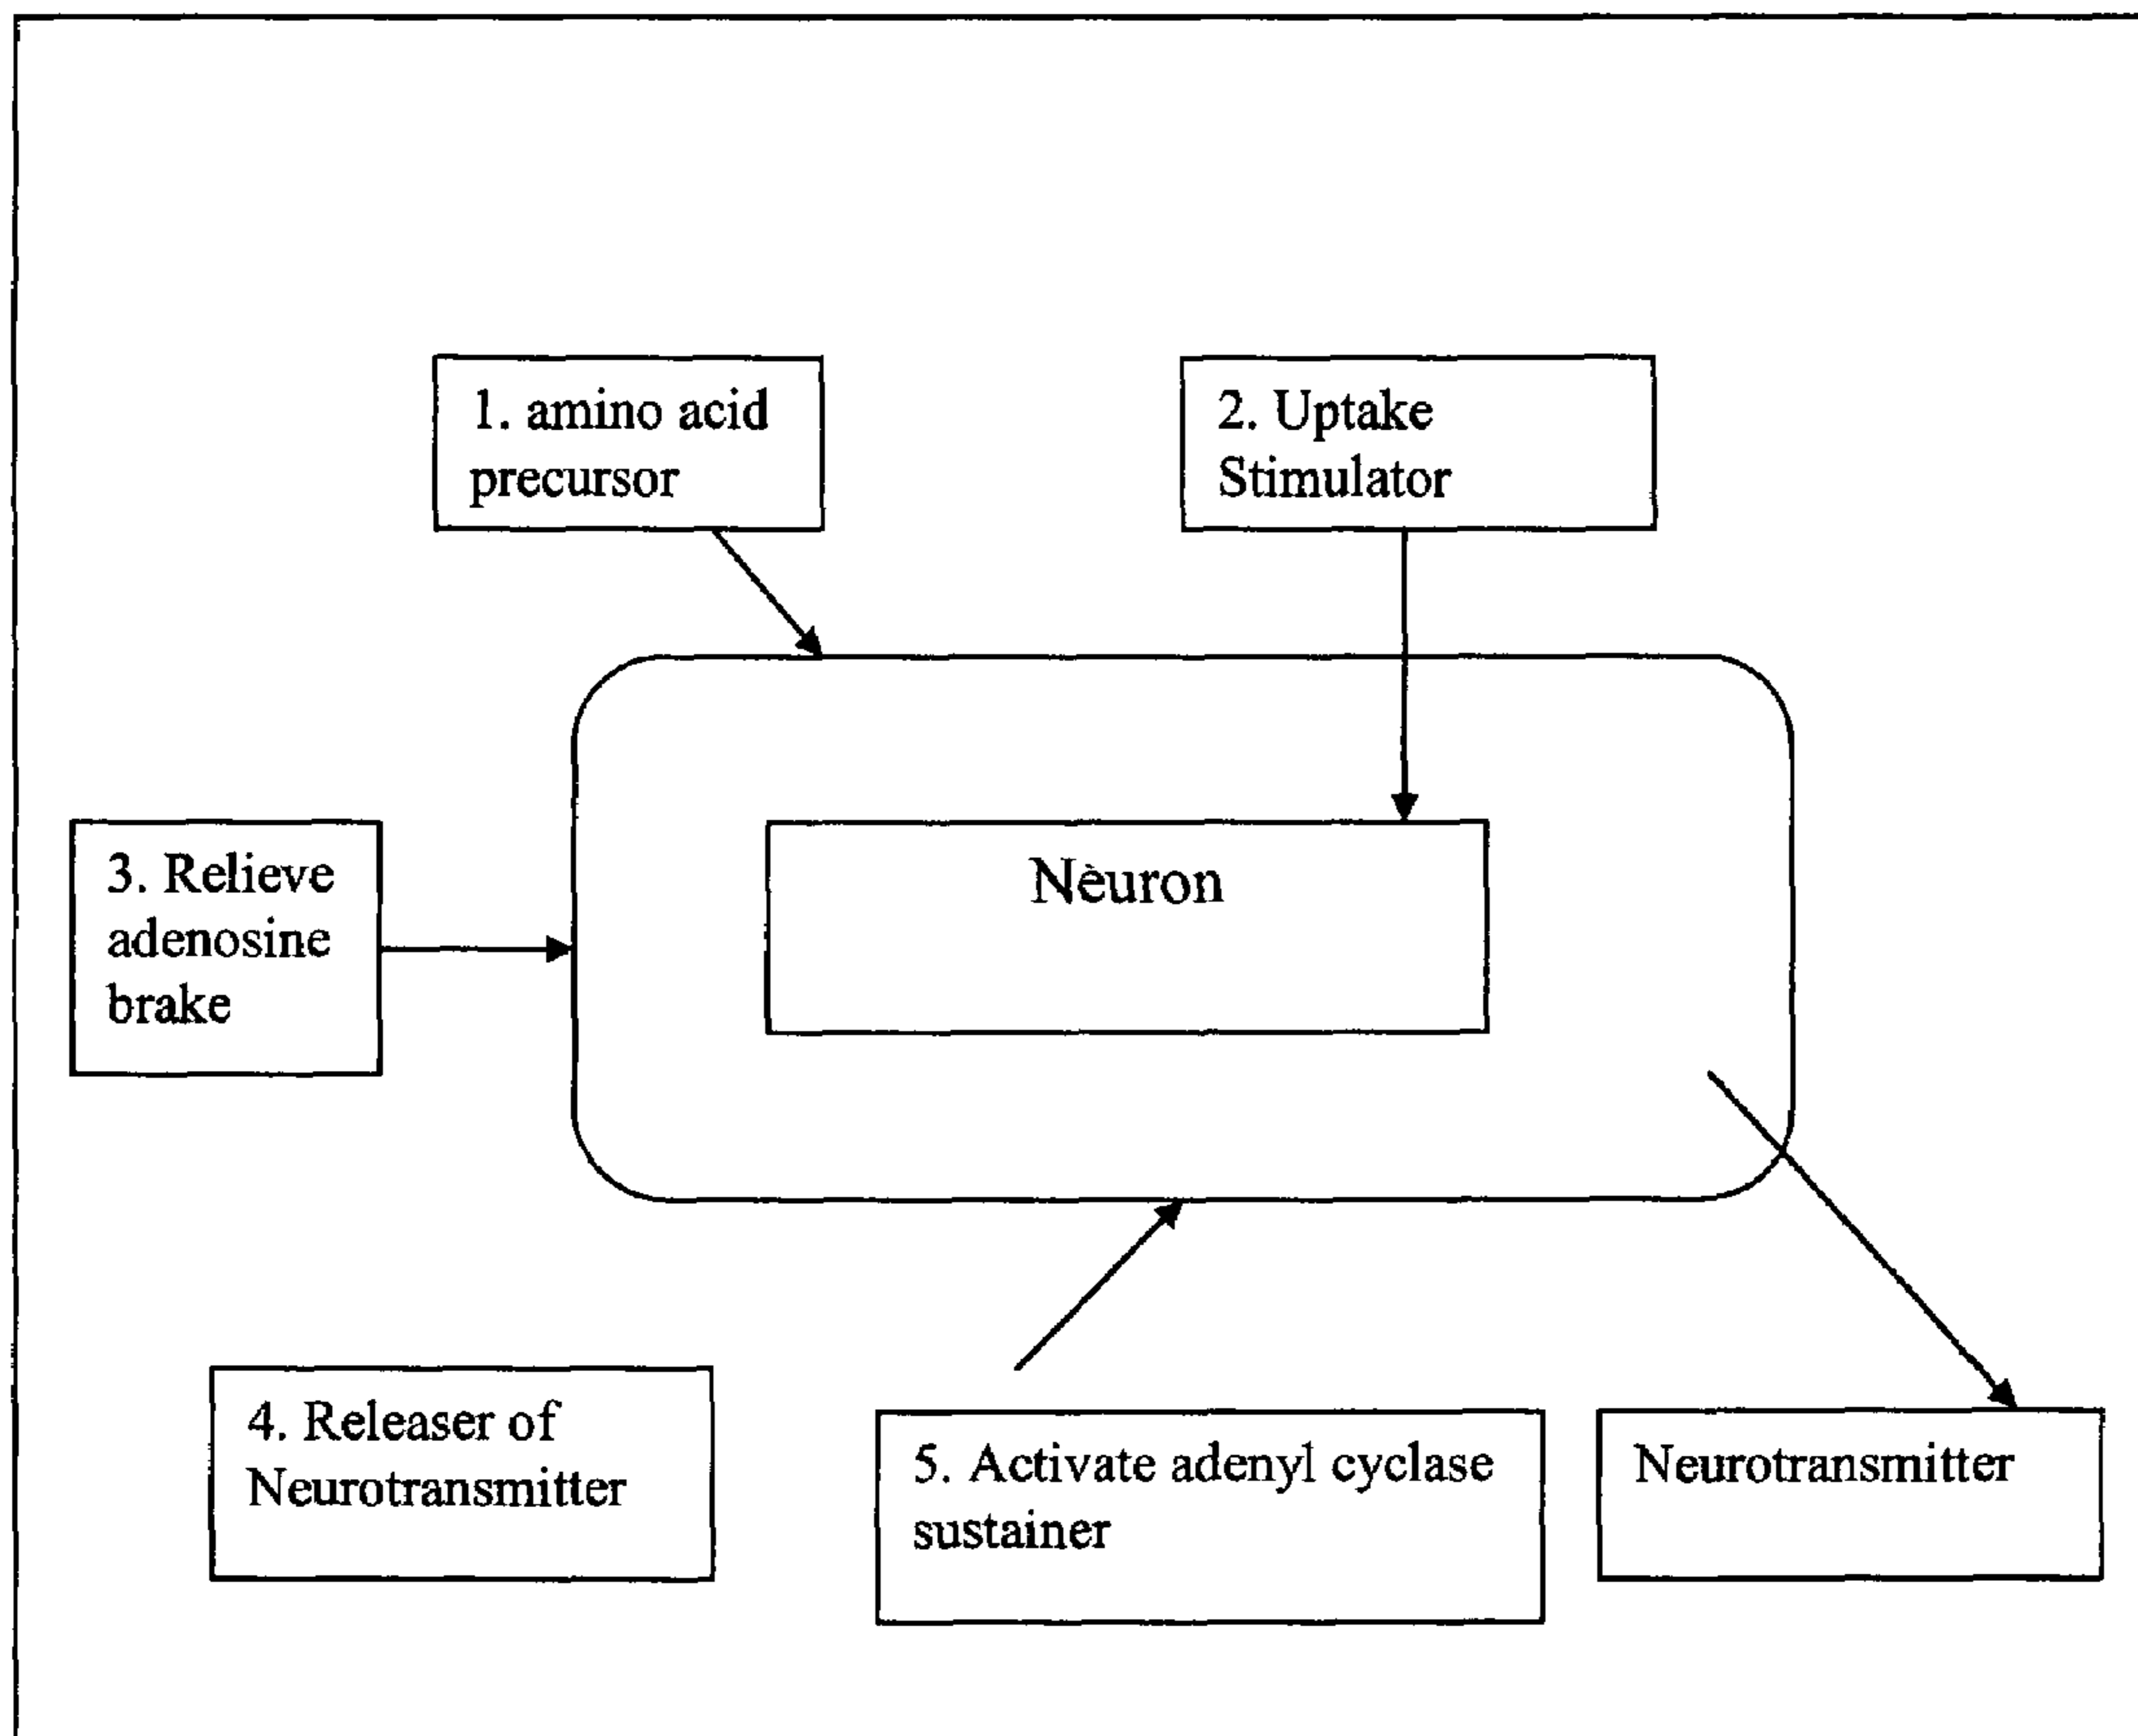 1. amino acid
precursor
2. Uptake
Stimulator
3. Relieve
adenosine
brake
Nèuron
4. Releaser of
Neurotransmitter
5. Activate adenyl cyclase
sustainer
Neurotransmitter